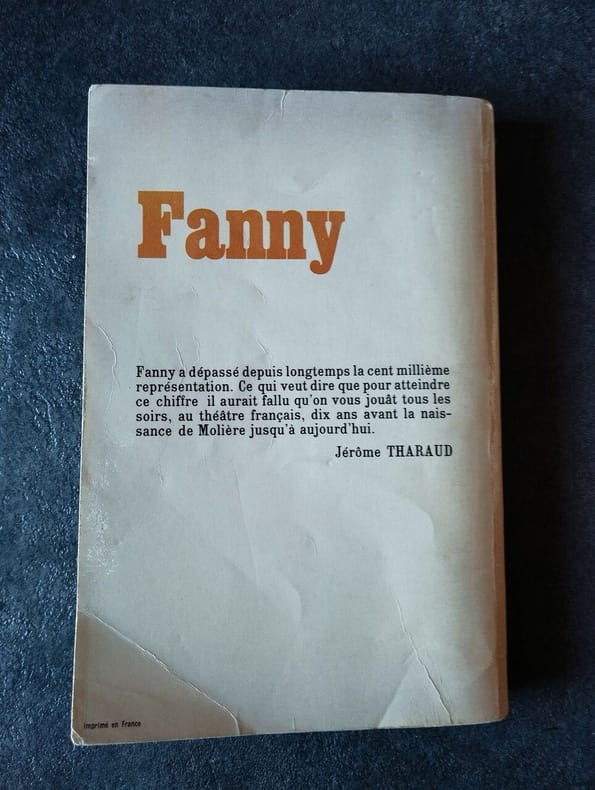 Fanny
Fanny a dépassé depuis longtemps la cent millième
représentation. Ce qui veut dire que pour atteindre
ce chiffre il aurait fallu qu'on vous jouât tous les
soirs, au théâtre français, dix ans avant la nais-
sance de Molière jusqu'à aujourd'hui.
Jérôme THARAUD
imprimé en France